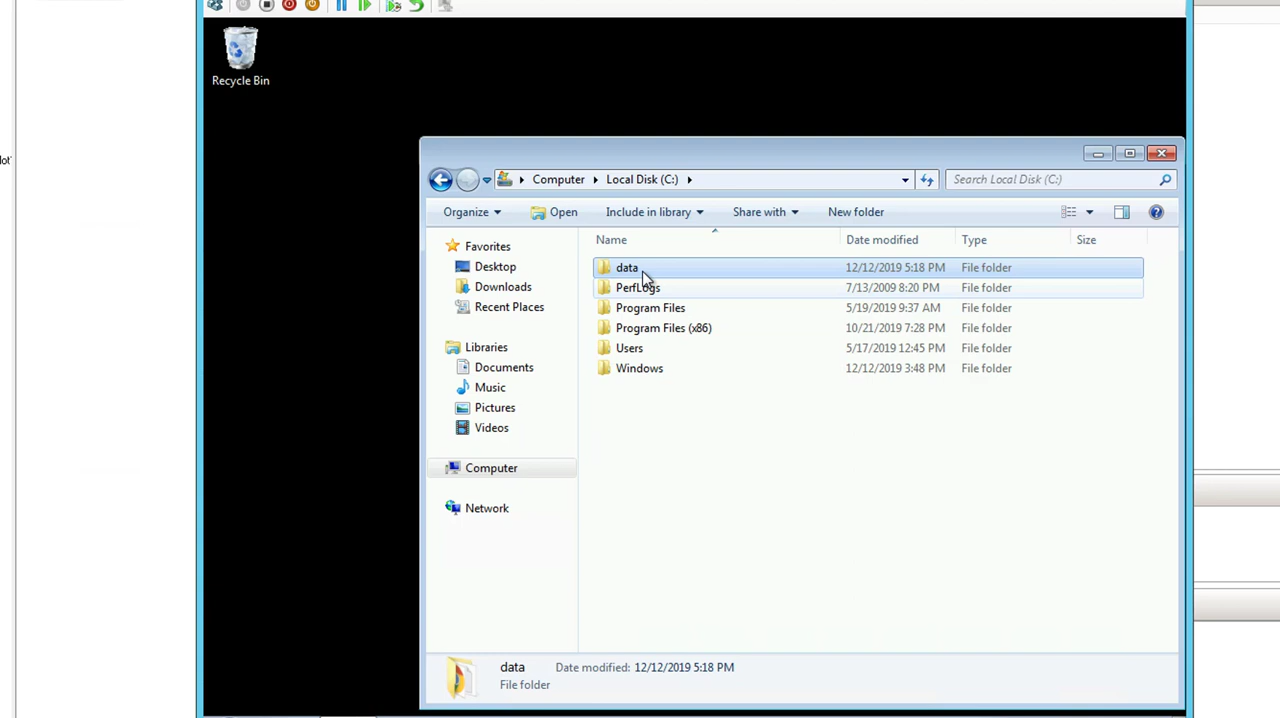 Recycle Bin
Computer Local Disk (C:)
Search Local Disk (C:)
Organize Open Include in library Share with New folder
Name Date modified Type Size
Favorites
Desktop
Downloads
Recent Places
Libraries
Documents
Music
Pictures
Videos
Computer
Network
data 12/12/2019 5:18 PM File folder
PerfLogs 7/13/2009 8:20 PM File folder
Program Files 5/19/2019 9:37 AM File folder
Program Files (x86) 10/21/2019 7:28 PM File folder
Users 5/17/2019 12:45 PM File folder
Windows 12/12/2019 3:48 PM File folder
data Date modified: 12/12/2019 5:18 PM
File folder